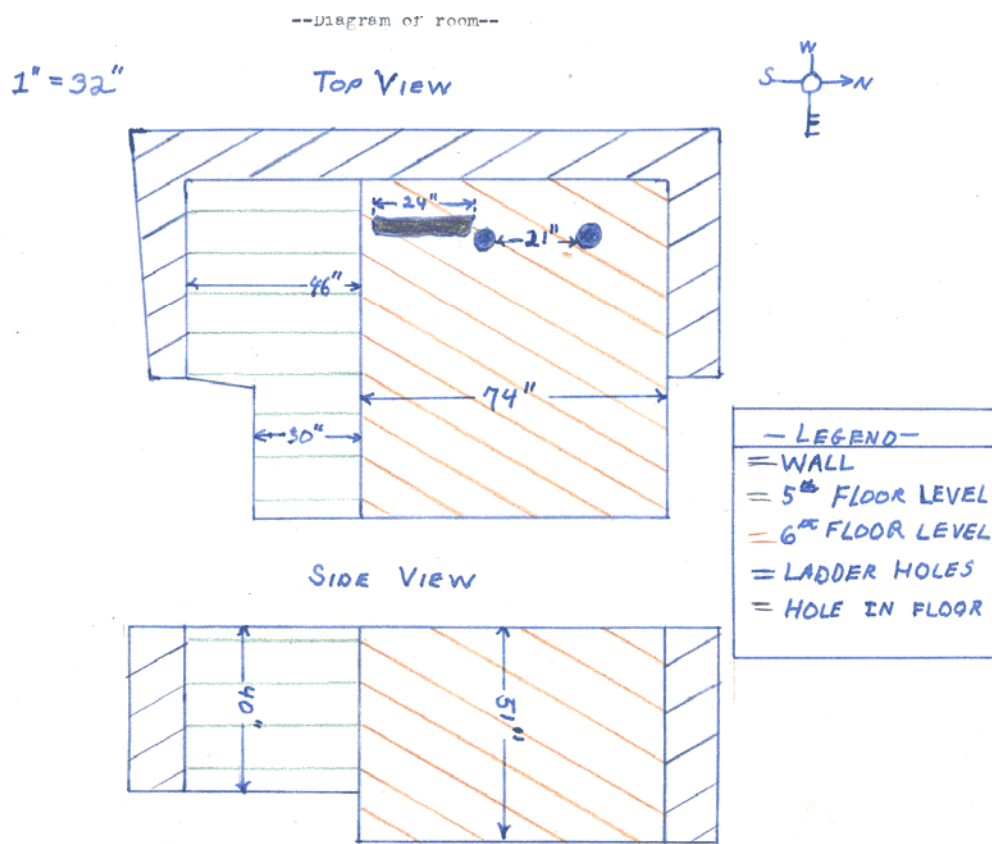 --Diagram of room--
1" = 32"
TOP VIEW
W
S
N
E
24"
21"
46"
74"
30"
— LEGEND —
= WALL
= 5th FLOOR LEVEL
= 6th FLOOR LEVEL
= LADDER HOLES
= HOLE IN FLOOR
SIDE VIEW
40"
51"